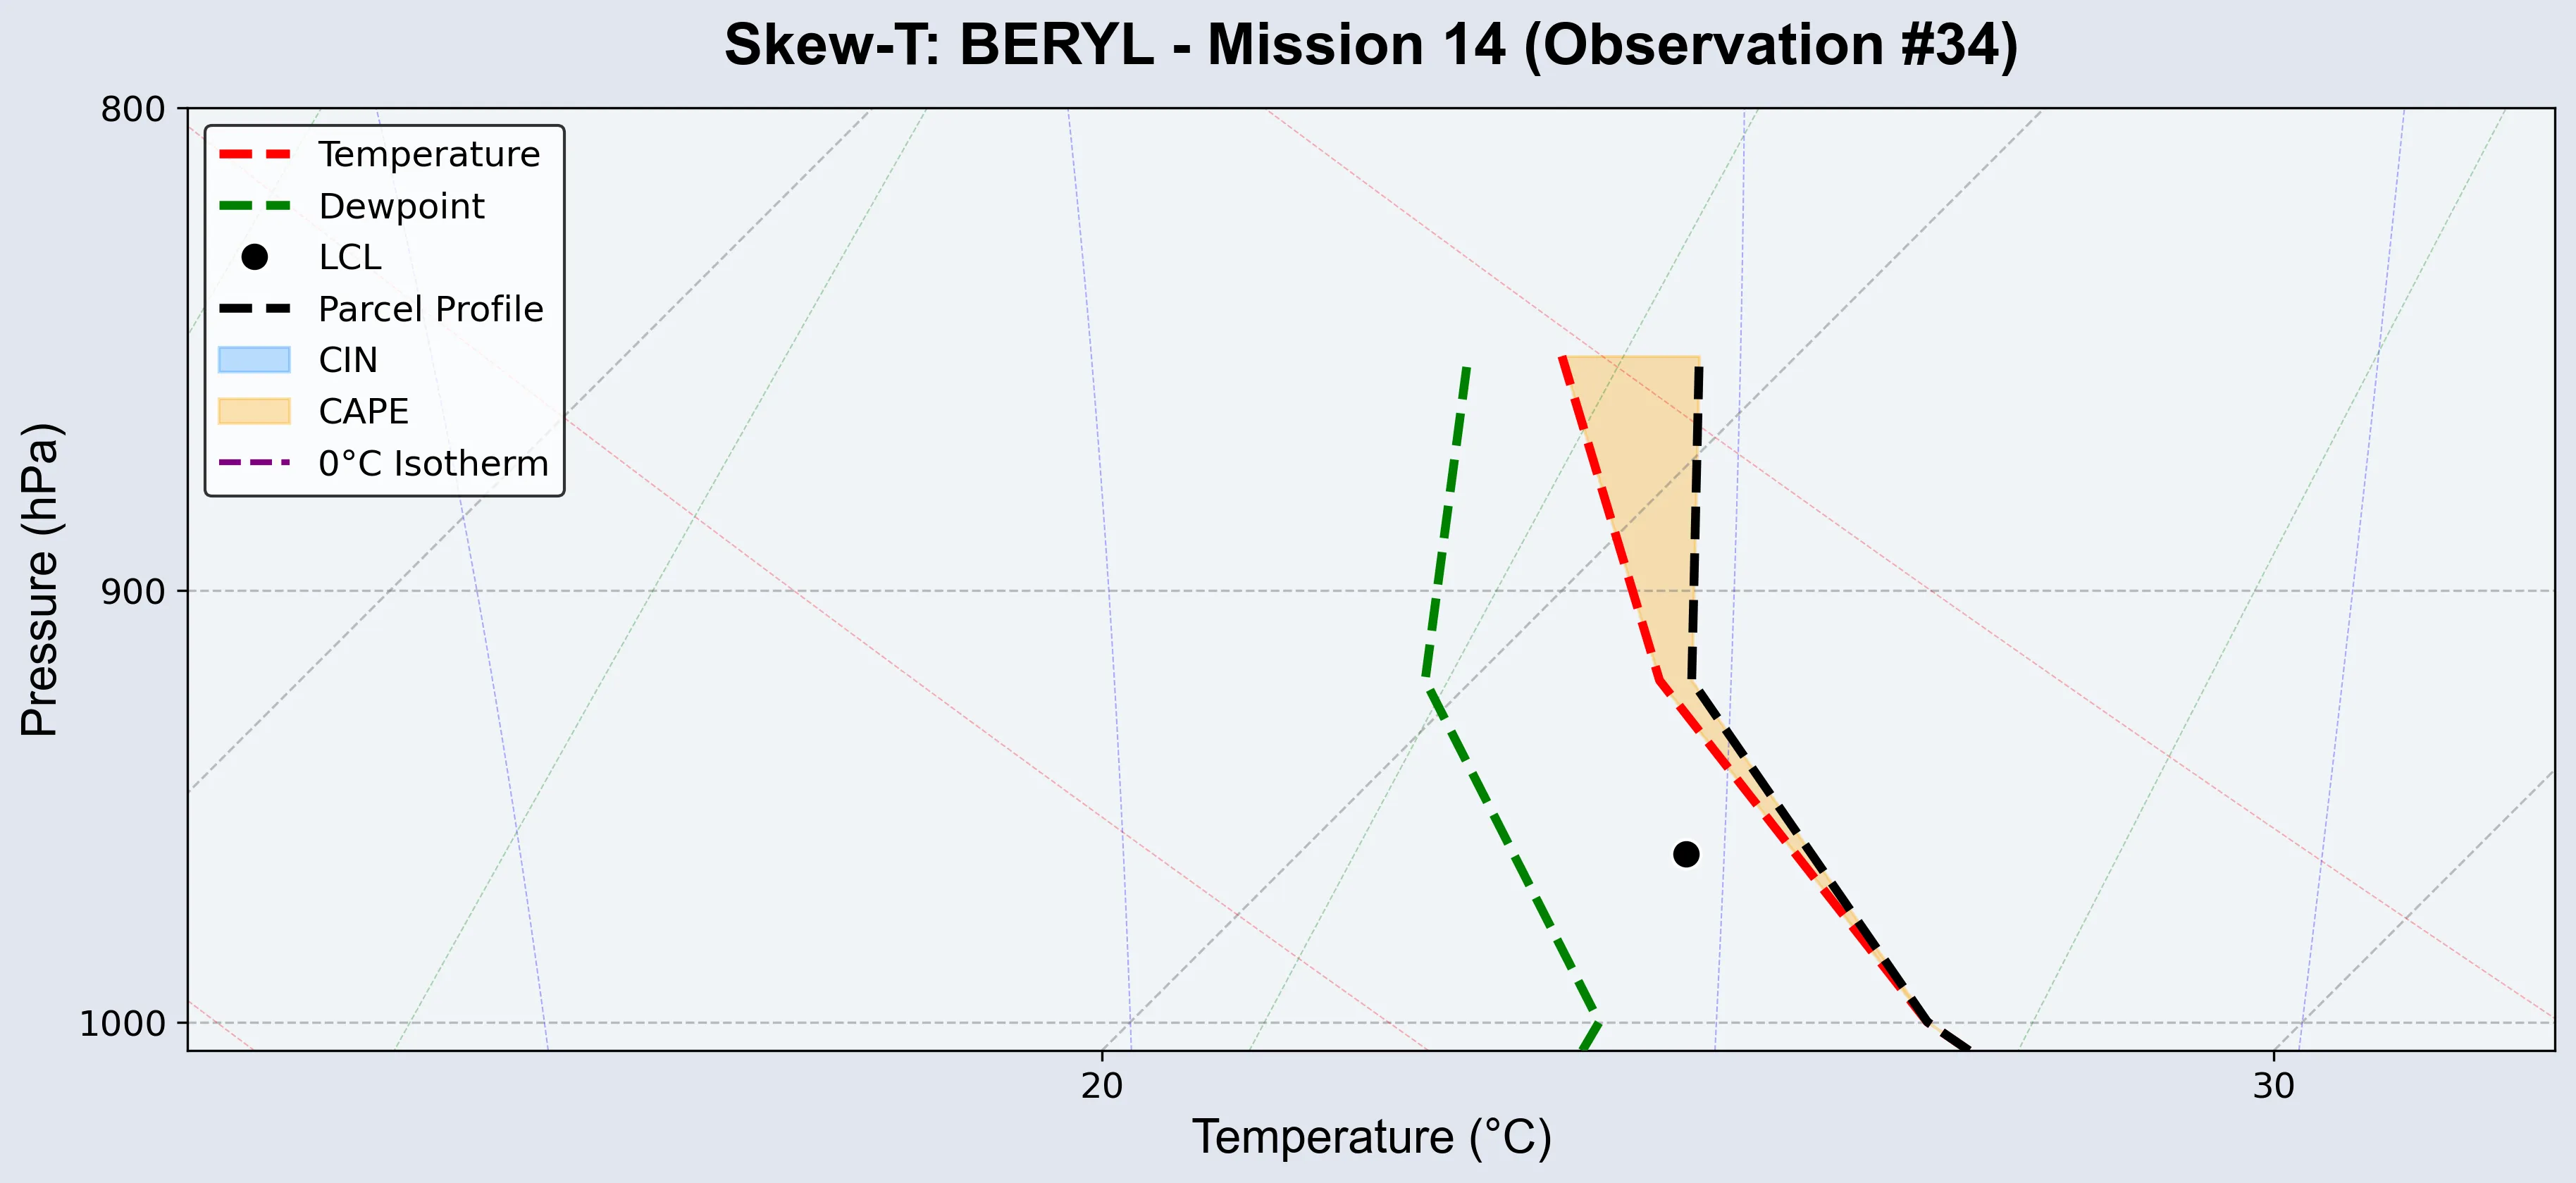 Skew-T: BERYL - Mission 14 (Observation #34)
800
900
1000
Pressure (hPa)
Temperature
Dewpoint
LCL
Parcel Profile
CIN
CAPE
0°C Isotherm
20
30
Temperature (°C)